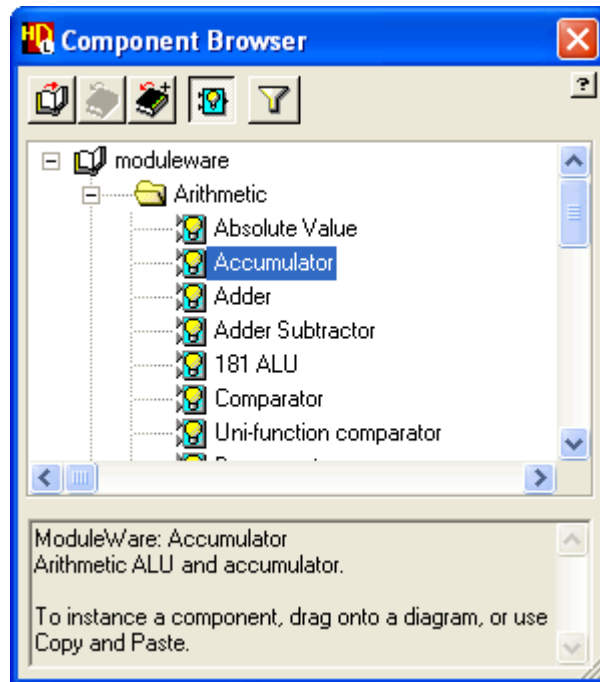 Component Browser
?
moduleware
Arithmetic
Absolute Value
Accumulator
Adder
Adder Subtractor
181 ALU
Comparator
Uni-function comparator
ModuleWare: Accumulator
Arithmetic ALU and accumulator.
To instance a component, drag onto a diagram, or use
Copy and Paste.